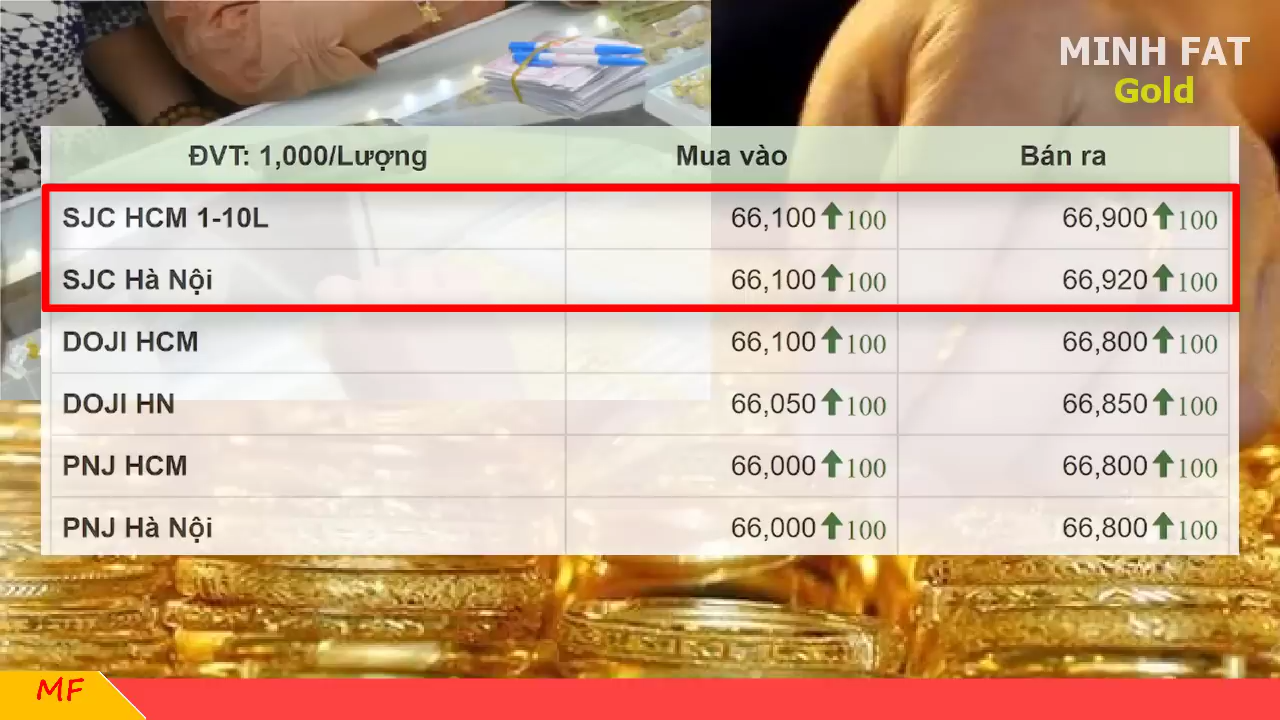 MINH FAT
Gold
ĐVT: 1,000/Lượng Mua vào Bán ra
SJC HCM 1-10L 66,100 100 66,900 100
SJC Hà Nội 66,100 100 66,920 100
DOJI HCM 66,100 100 66,800 100
DOJI HN 66,050 100 66,850 100
PNJ HCM 66,000 100 66,800 100
PNJ Hà Nội 66,000 100 66,800 100
MF